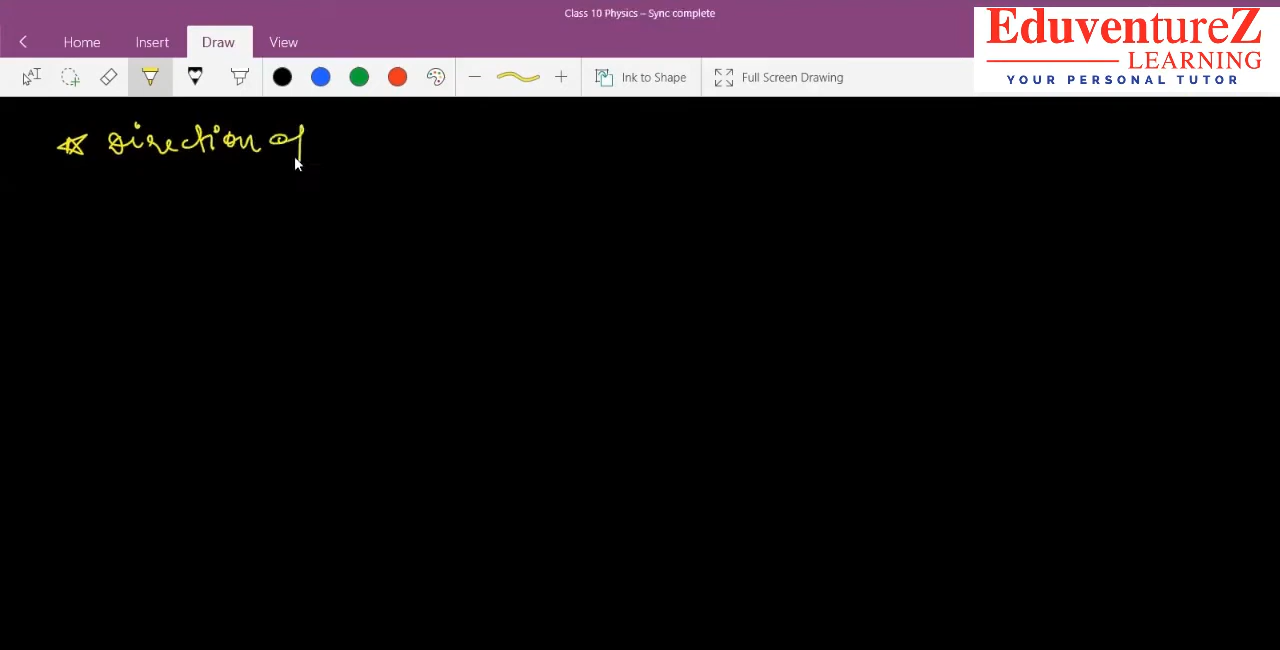 Class 10 Physics – Sync complete
EduventureZ
LEARNING
YOUR PERSONAL TUTOR
Home Insert Draw View
Ink to Shape Full Screen Drawing
Direction of